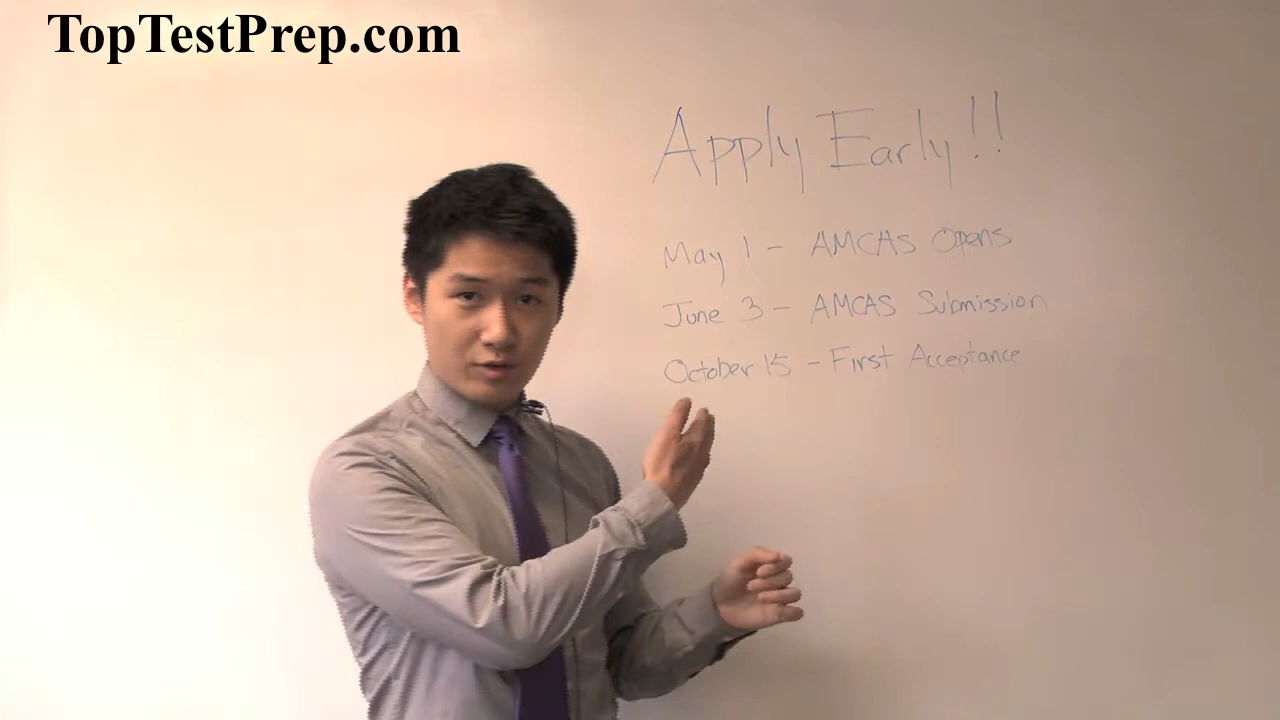 TopTestPrep.com
Apply Early!!
May 1 - AMCAS Opens
June 3 - AMCAS Submission
October 15 - First Acceptance